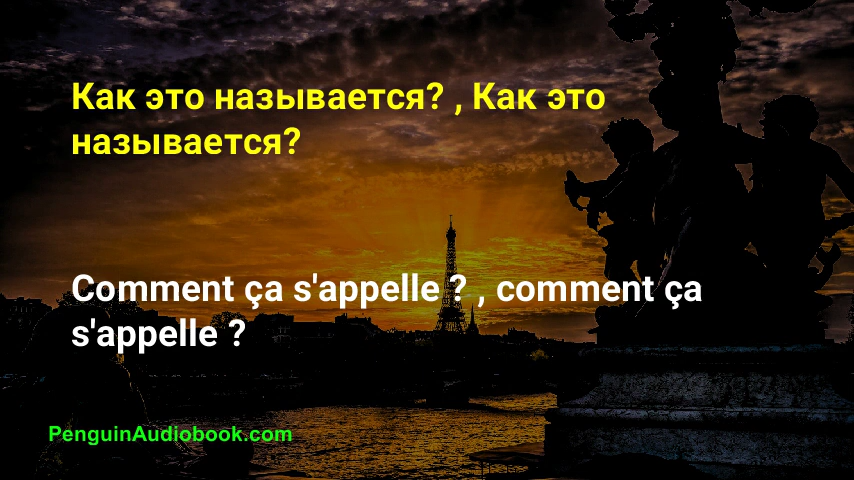 Как это называется? , Как это
называется?
Comment ça s'appelle ? , comment ça
s'appelle ?
PenguinAudiobook.com